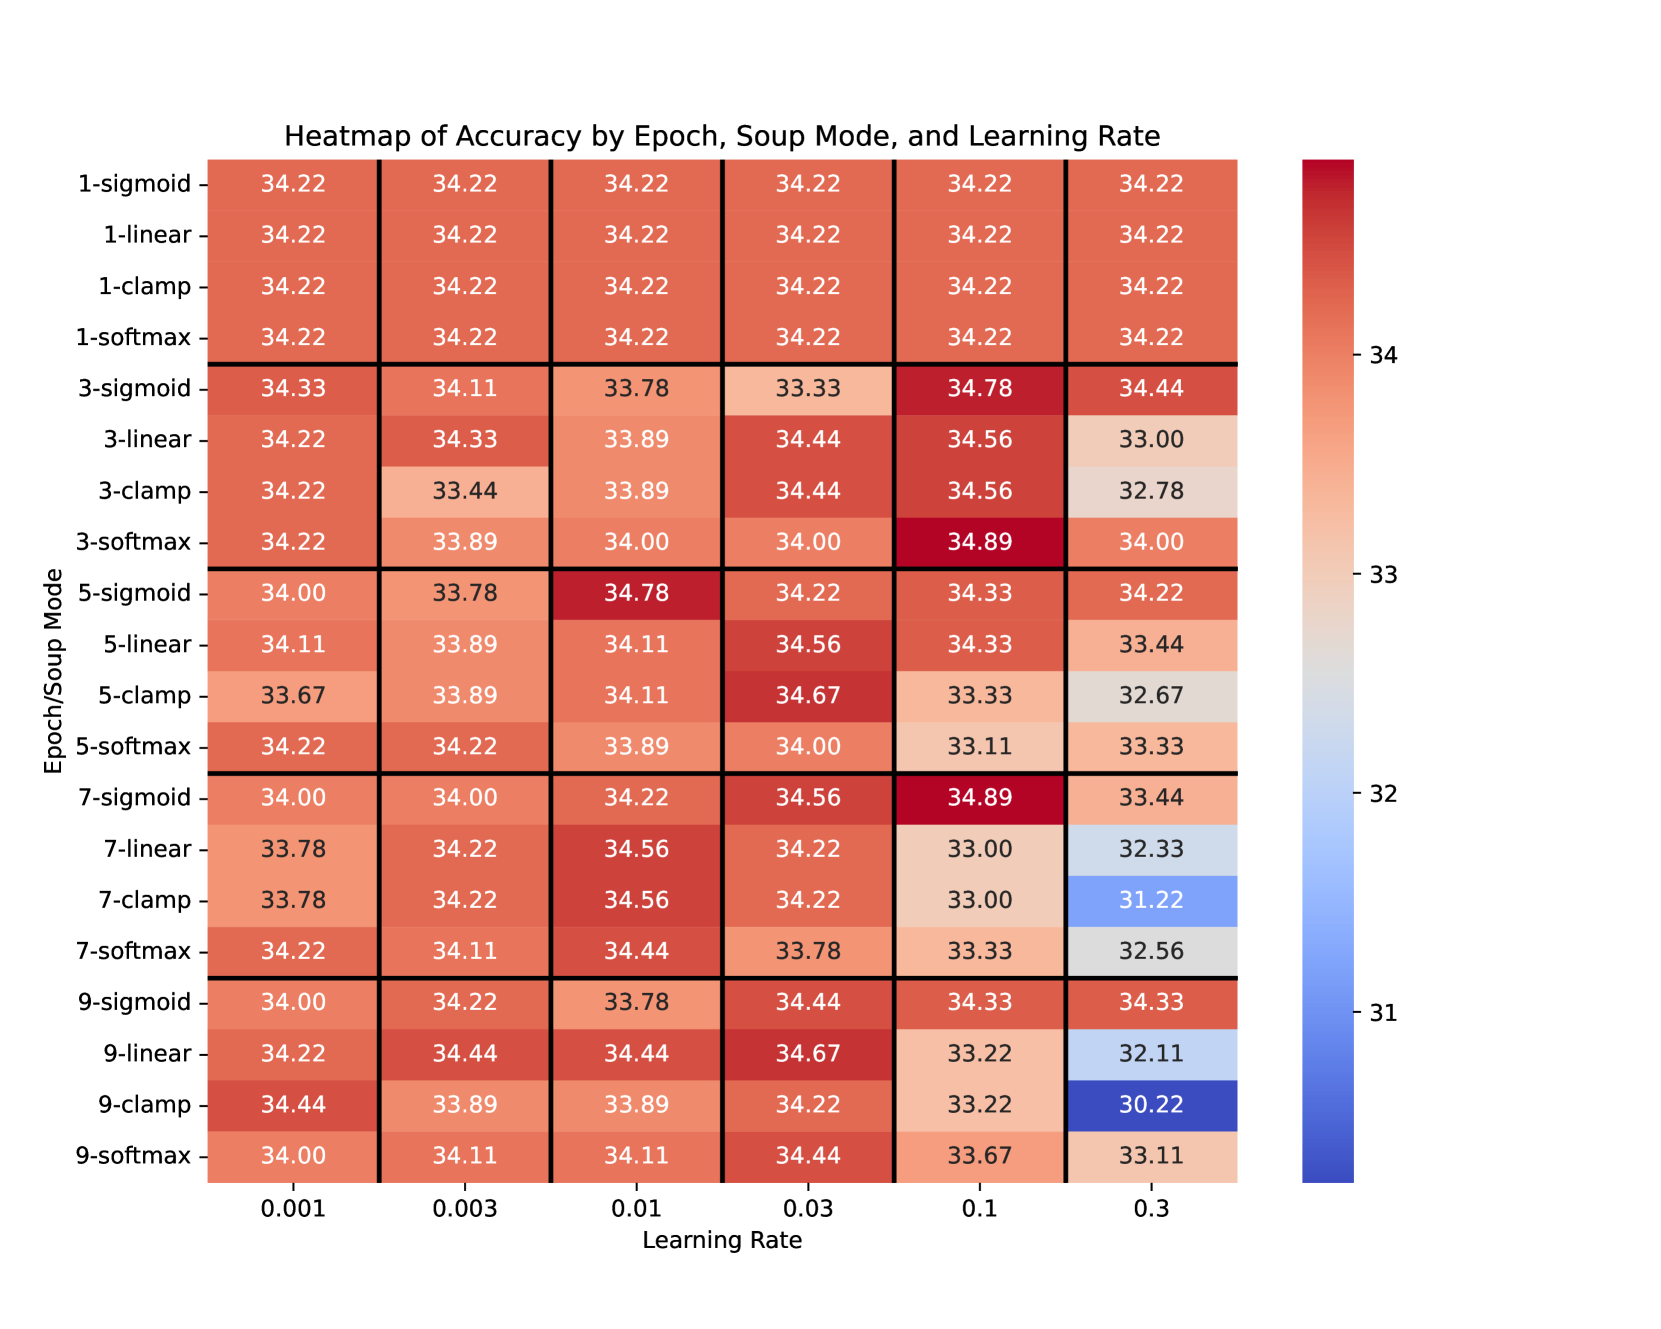 Heatmap of Accuracy by Epoch, Soup Mode, and Learning Rate
1-sigmoid 34.22 34.22 34.22 34.22 34.22 34.22
1-linear 34.22 34.22 34.22 34.22 34.22 34.22
1-clamp 34.22 34.22 34.22 34.22 34.22 34.22
1-softmax 34.22 34.22 34.22 34.22 34.22 34.22
3-sigmoid 34.33 34.11 33.78 33.33 34.78 34.44
3-linear 34.22 34.33 33.89 34.44 34.56 33.00
3-clamp 34.22 33.44 33.89 34.44 34.56 32.78
3-softmax 34.22 33.89 34.00 34.00 34.89 34.00
5-sigmoid 34.00 33.78 34.78 34.22 34.33 34.22
5-linear 34.11 33.89 34.11 34.56 34.33 33.44
5-clamp 33.67 33.89 34.11 34.67 33.33 32.67
5-softmax 34.22 34.22 33.89 34.00 33.11 33.33
7-sigmoid 34.00 34.00 34.22 34.56 34.89 33.44
7-linear 33.78 34.22 34.56 34.22 33.00 32.33
7-clamp 33.78 34.22 34.56 34.22 33.00 31.22
7-softmax 34.22 34.11 34.44 33.78 33.33 32.56
9-sigmoid 34.00 34.22 33.78 34.44 34.33 34.33
9-linear 34.22 34.44 34.44 34.67 33.22 32.11
9-clamp 34.44 33.89 33.89 34.22 33.22 30.22
9-softmax 34.00 34.11 34.11 34.44 33.67 33.11
0.001 0.003 0.01 0.03 0.1 0.3
Learning Rate
Epoch/Soup Mode
34
33
32
31